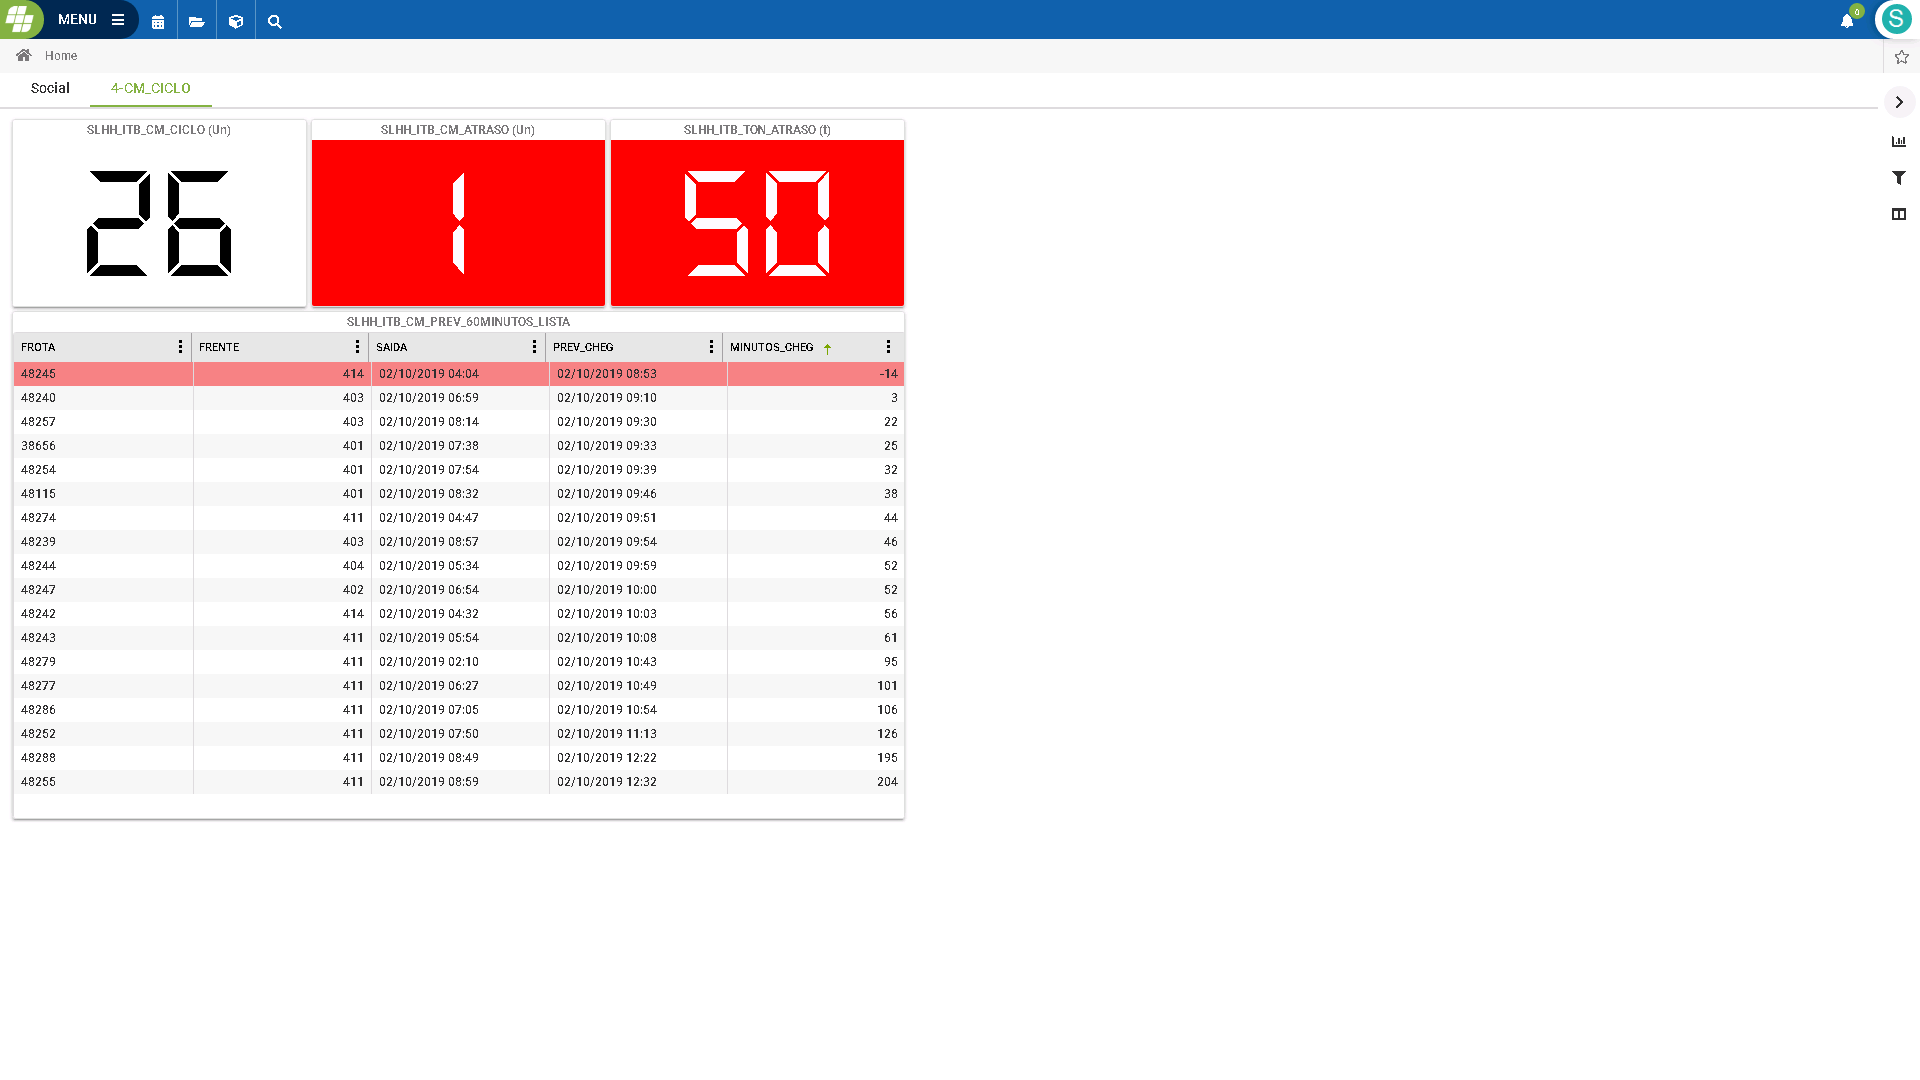 MENU
0
S
Home
Social 4-CM_CICLO
SLHH_ITB_CM_CICLO (Un) SLHH_ITB_CM_ATRASO (Un) SLHH_ITB_TON_ATRASO (t)
26 1 50
SLHH_ITB_CM_PREV_60MINUTOS_LISTA
FROTA FRENTE SAIDA PREV_CHEG MINUTOS_CHEG
48245 414 02/10/2019 04:04 02/10/2019 08:53 -14
48240 403 02/10/2019 06:59 02/10/2019 09:10 3
48257 403 02/10/2019 08:14 02/10/2019 09:30 22
38656 401 02/10/2019 07:38 02/10/2019 09:33 25
48254 401 02/10/2019 07:54 02/10/2019 09:39 32
48115 401 02/10/2019 08:32 02/10/2019 09:46 38
48274 411 02/10/2019 04:47 02/10/2019 09:51 44
48239 403 02/10/2019 08:57 02/10/2019 09:54 46
48244 404 02/10/2019 05:34 02/10/2019 09:59 52
48247 402 02/10/2019 06:54 02/10/2019 10:00 52
48242 414 02/10/2019 04:32 02/10/2019 10:03 56
48243 411 02/10/2019 05:54 02/10/2019 10:08 61
48279 411 02/10/2019 02:10 02/10/2019 10:43 95
48277 411 02/10/2019 06:27 02/10/2019 10:49 101
48286 411 02/10/2019 07:05 02/10/2019 10:54 106
48252 411 02/10/2019 07:50 02/10/2019 11:13 126
48288 411 02/10/2019 08:49 02/10/2019 12:22 195
48255 411 02/10/2019 08:59 02/10/2019 12:32 204